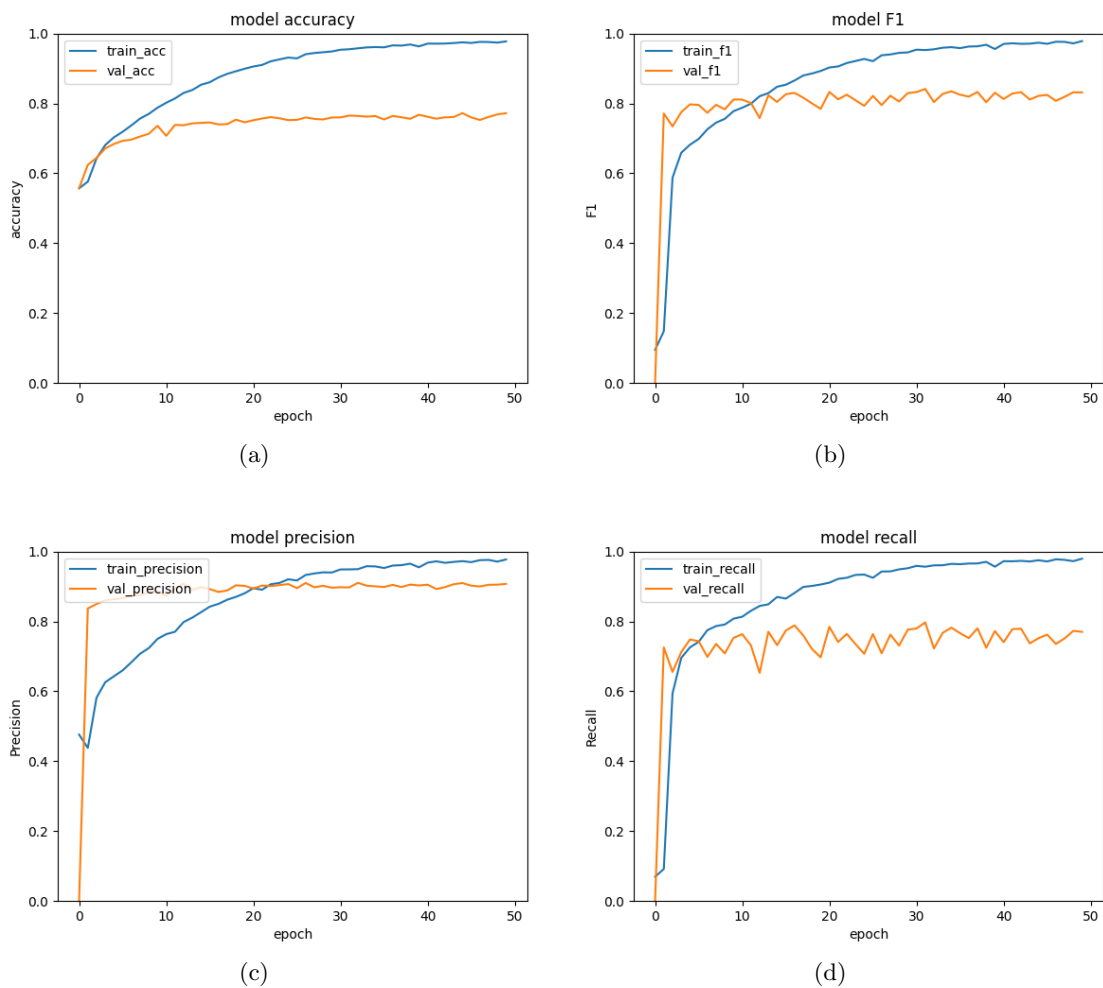 model accuracy
train_acc
val_acc
1.0
0.8
0.6
0.4
0.2
0.0
accuracy
0 10 20 30 40 50
epoch
(a)
model F1
train_f1
val_f1
1.0
0.8
0.6
0.4
0.2
0.0
F1
0 10 20 30 40 50
epoch
(b)
model precision
train_precision
val_precision
1.0
0.8
0.6
0.4
0.2
0.0
Precision
0 10 20 30 40 50
epoch
(c)
model recall
train_recall
val_recall
1.0
0.8
0.6
0.4
0.2
0.0
Recall
0 10 20 30 40 50
epoch
(d)